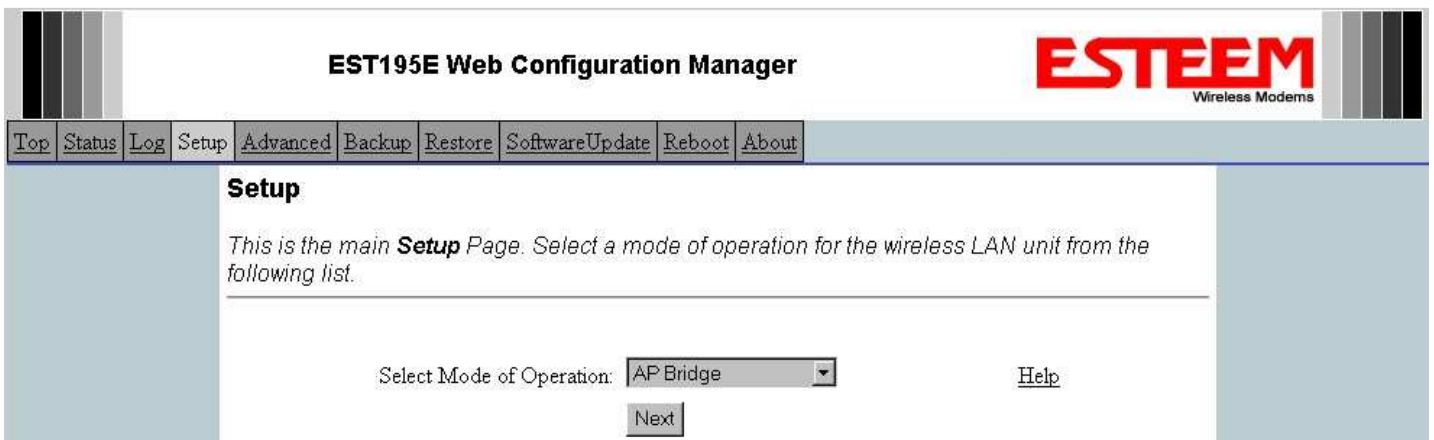 EST195E Web Configuration Manager
ESTEEM
Wireless Modems
Top Status Log Setup Advanced Backup Restore SoftwareUpdate Reboot About
Setup
This is the main Setup Page. Select a mode of operation for the wireless LAN unit from the
following list.
Select Mode of Operation: AP Bridge Help
Next